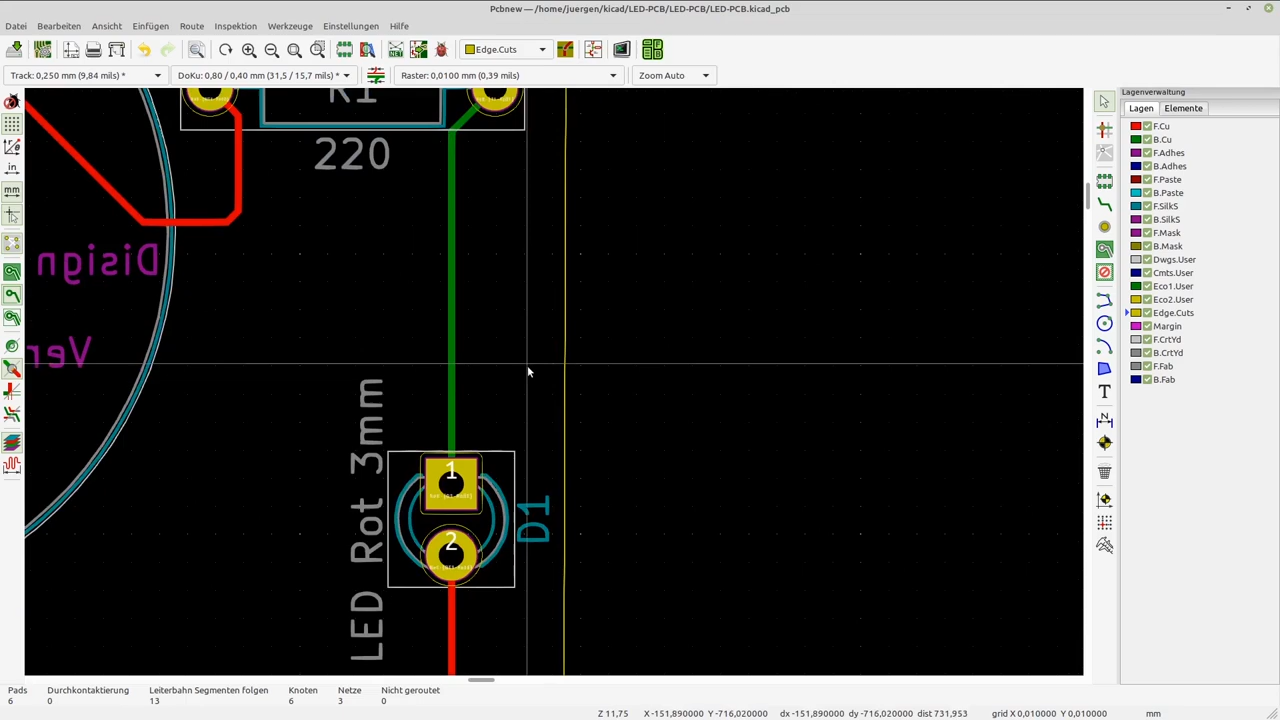 Pcbnew — /home/juergen/kicad/LED-PCB/LED-PCB/LED-PCB.kicad_pcb
Datei Bearbeiten Ansicht Einfügen Route Inspektion Werkzeuge Einstellungen Hilfe
Edge.Cuts
Track: 0,250 mm (9,84 mils) * DoKu: 0,80 / 0,40 mm (31,5 / 15,7 mils) * Raster: 0,0100 mm (0,39 mils) Zoom Auto
Lagenverwaltung
Lagen Elemente
F.Cu
B.Cu
F.Adhes
B.Adhes
F.Paste
B.Paste
F.SilkS
B.SilkS
F.Mask
B.Mask
Dwgs.User
Cmts.User
Eco1.User
Eco2.User
Edge.Cuts
Margin
F.CrtYd
B.CrtYd
F.Fab
B.Fab
in
mm
R1
220
Disign
Ver
LED Rot 3mm
1
2
D1
T
N
Pads Durchkontaktierung Leiterbahn Segmenten folgen Knoten Netze Nicht geroutet
6 0 13 6 3 0
Z 11,75 X -151,890000 Y -716,020000 dx -151,890000 dy -716,020000 dist 731,953 grid X 0,010000 Y 0,010000 mm